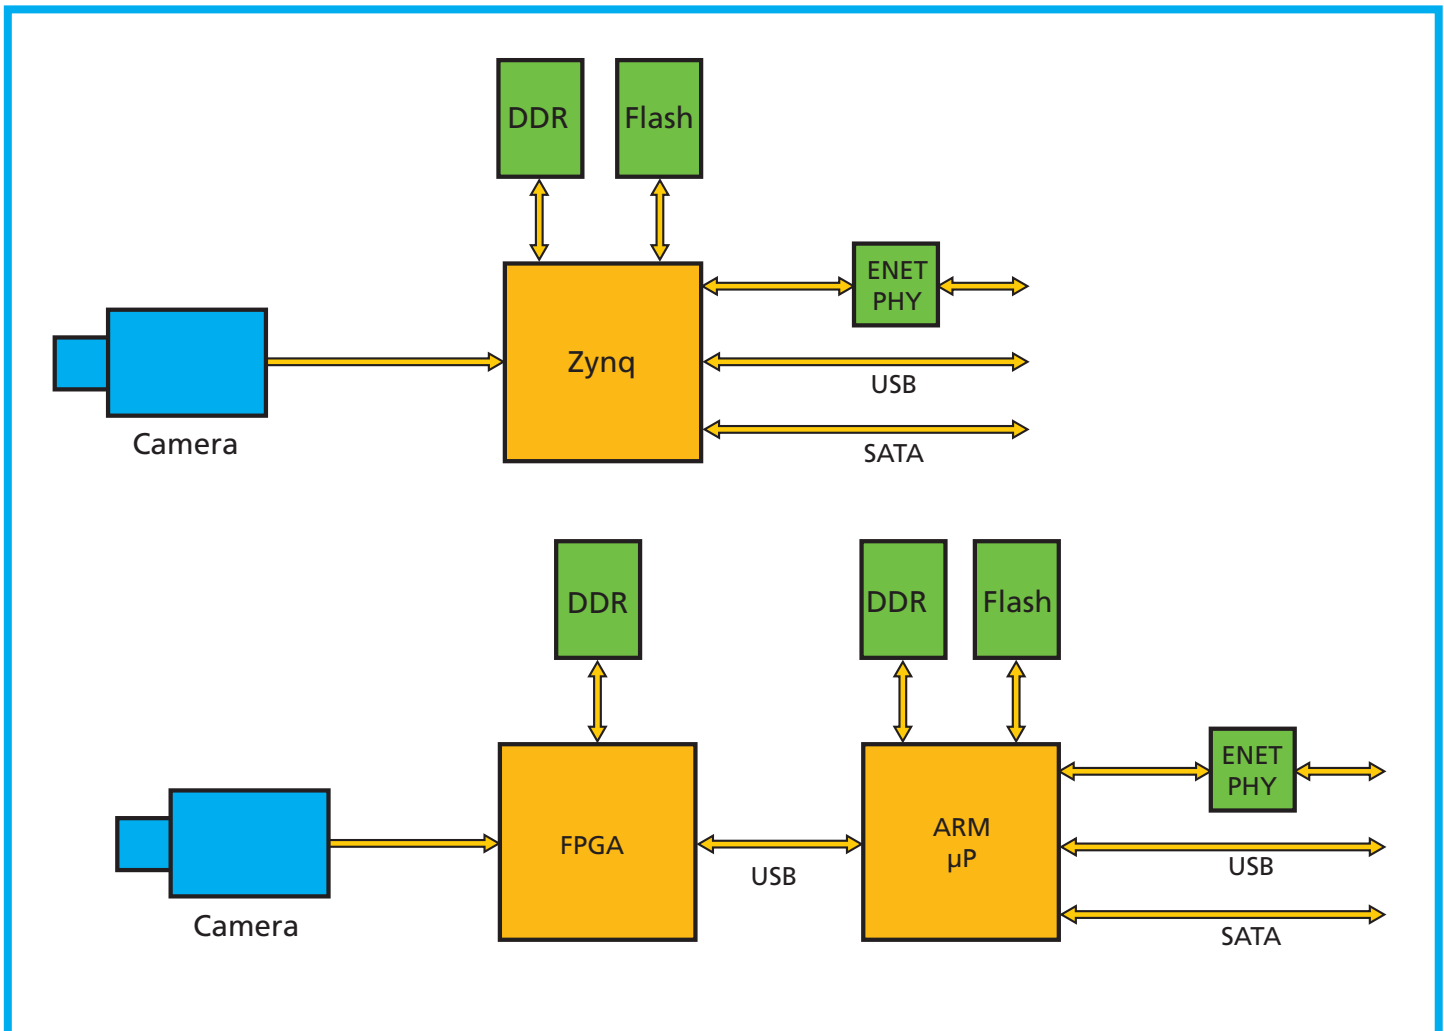 DDR
Flash
ENET
PHY
Zynq
USB
Camera
SATA
DDR
DDR
Flash
ENET
PHY
FPGA
ARM
µP
USB
USB
Camera
SATA